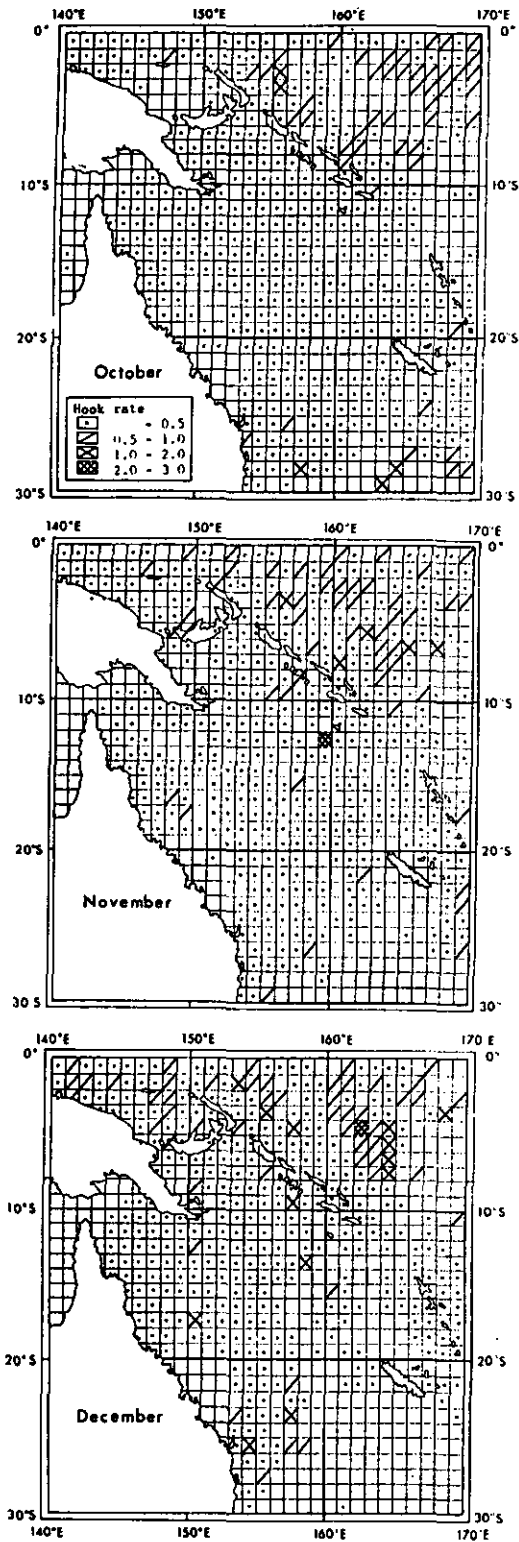 140°E 150°E 160°E 170°E
0° 0°
10°S 10°S
20°S 20°S
October
Hook rate
- 0.5
0.5 - 1.0
1.0 - 2.0
2.0 - 3.0
30°S 30°S
140°E 150°E 160°E 170°E
0° 0°
10°S 10°S
20°S 20°S
November
30 S 30°
140°E 150°E 160°E 170 E
0° 0°
10°S 10°S
20°S 20°S
December
30°S 30°S
140°E 150°E 160°E 170°E